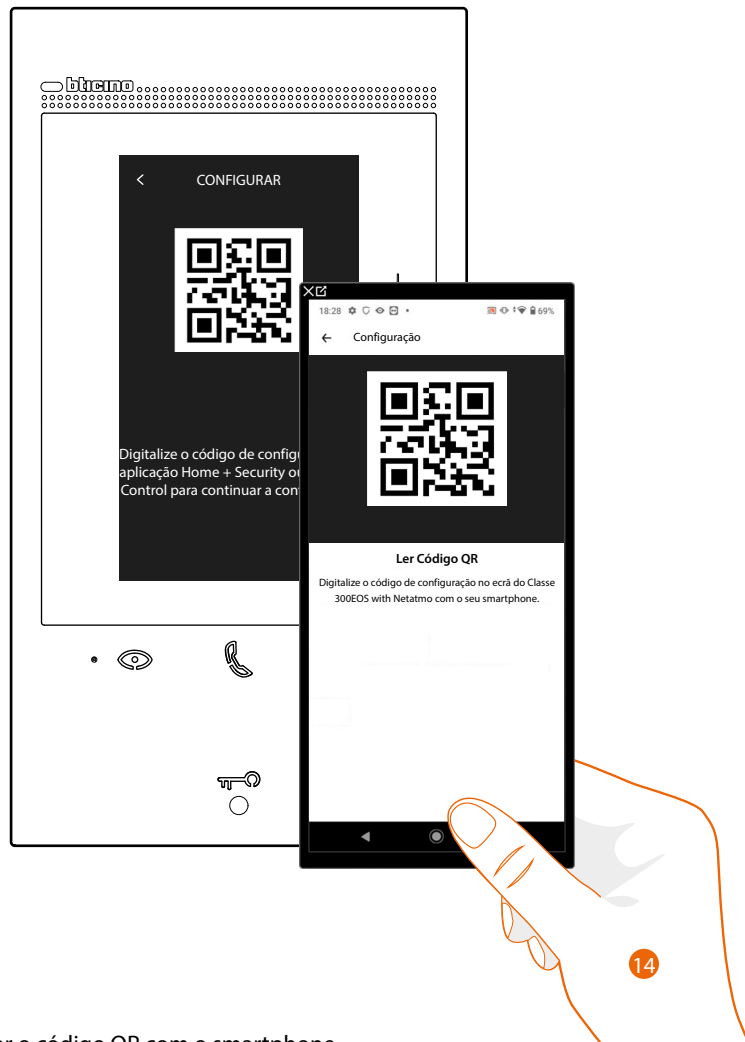 bticino
CONFIGURAR
Digitalize o código de config
aplicação Home + Security ou
Control para continuar a con
18:28
69%
Configuração
Ler Código QR
Digitalize o código de configuração no ecrã do Classe
300EOS with Netatmo com o seu smartphone.
14
r o código QR com o smartphone